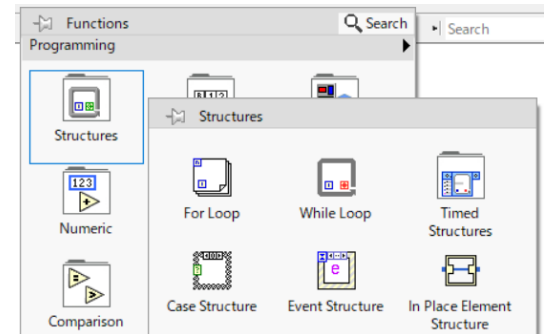 Functions
Search
Search
Programming
Structures
Structures
For Loop
While Loop
Timed
Structures
Numeric
123
Case Structure
Event Structure
In Place Element
Structure
Comparison